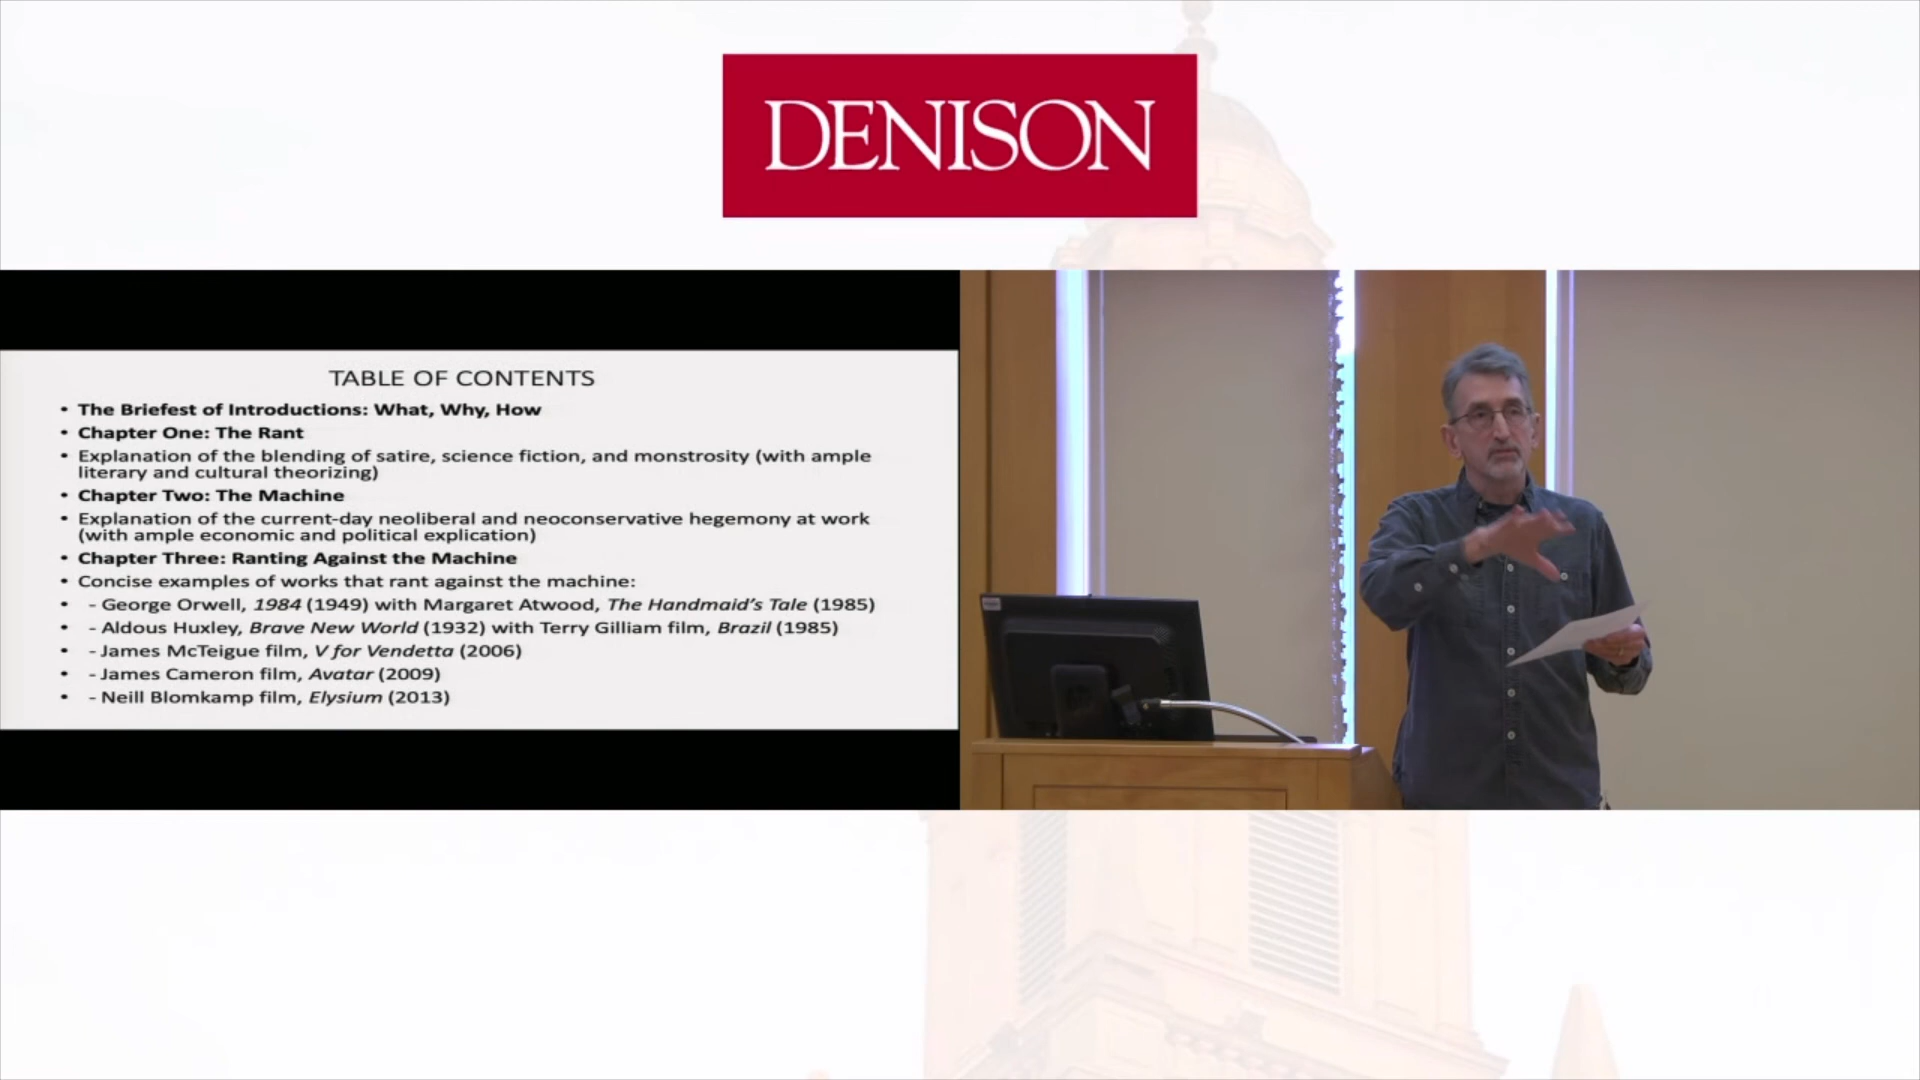 DENISON
TABLE OF CONTENTS
• The Briefest of Introductions: What, Why, How
• Chapter One: The Rant
• Explanation of the blending of satire, science fiction, and monstrosity (with ample
literary and cultural theorizing)
• Chapter Two: The Machine
• Explanation of the current-day neoliberal and neoconservative hegemony at work
(with ample economic and political explication)
• Chapter Three: Ranting Against the Machine
• Concise examples of works that rant against the machine:
• - George Orwell, 1984 (1949) with Margaret Atwood, The Handmaid's Tale (1985)
• - Aldous Huxley, Brave New World (1932) with Terry Gilliam film, Brazil (1985)
• - James McTeigue film, V for Vendetta (2006)
• - James Cameron film, Avatar (2009)
• - Neill Blomkamp film, Elysium (2013)